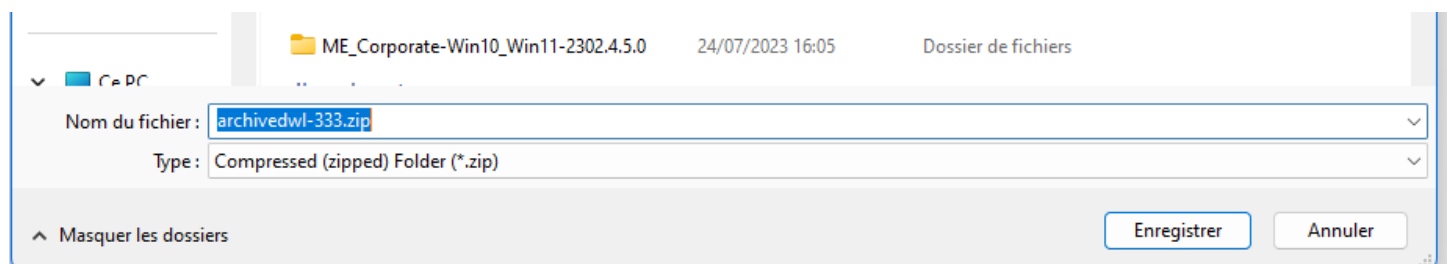 ME_Corporate-Win10_Win11-2302.4.5.0 24/07/2023 16:05 Dossier de fichiers
Ce PC
Nom du fichier : archivedwl-333.zip
Type : Compressed (zipped) Folder (*.zip)
Masquer les dossiers Enregistrer Annuler